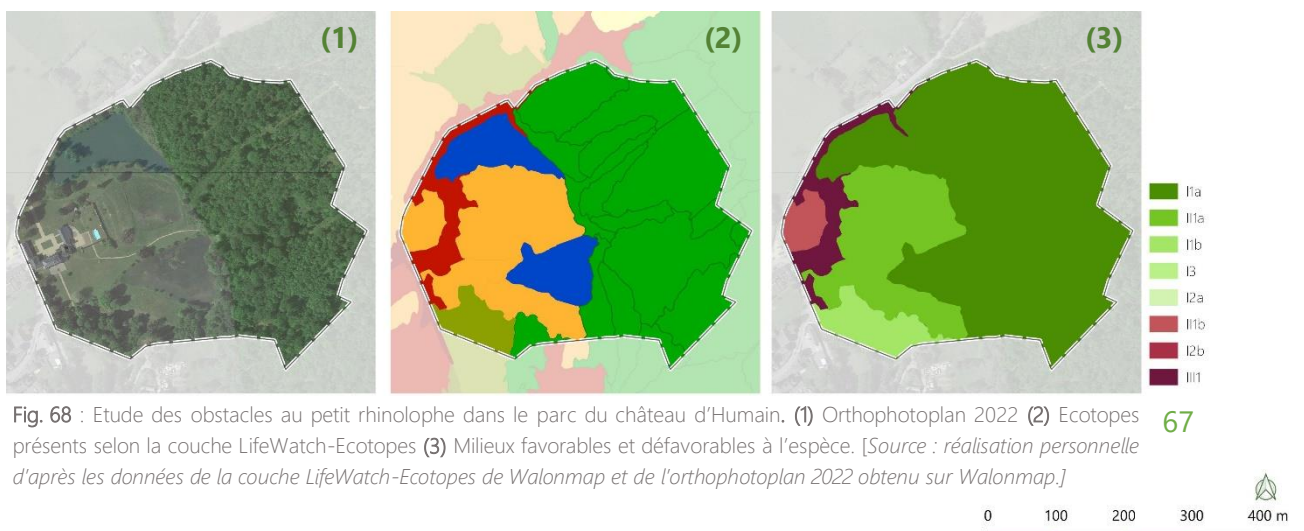 (1)
(2)
(3)
I1a
II1a
I1b
I3
I2a
II1b
I2b
III1
Fig. 68 : Etude des obstacles au petit rhinolophe dans le parc du château d'Humain. (1) Orthophotoplan 2022 (2) Ecotopes
présents selon la couche LifeWatch-Ecotopes (3) Milieux favorables et défavorables à l'espèce. [Source : réalisation personnelle
d'après les données de la couche LifeWatch-Ecotopes de Walonmap et de l'orthophotoplan 2022 obtenu sur Walonmap.]
67
0 100 200 300 400 m